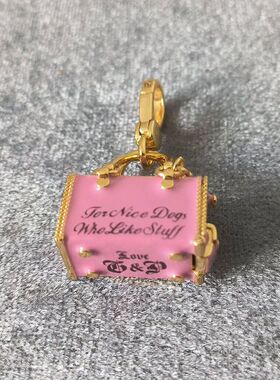 For Nice Dogs
Who Like Stuff
Love
G&P